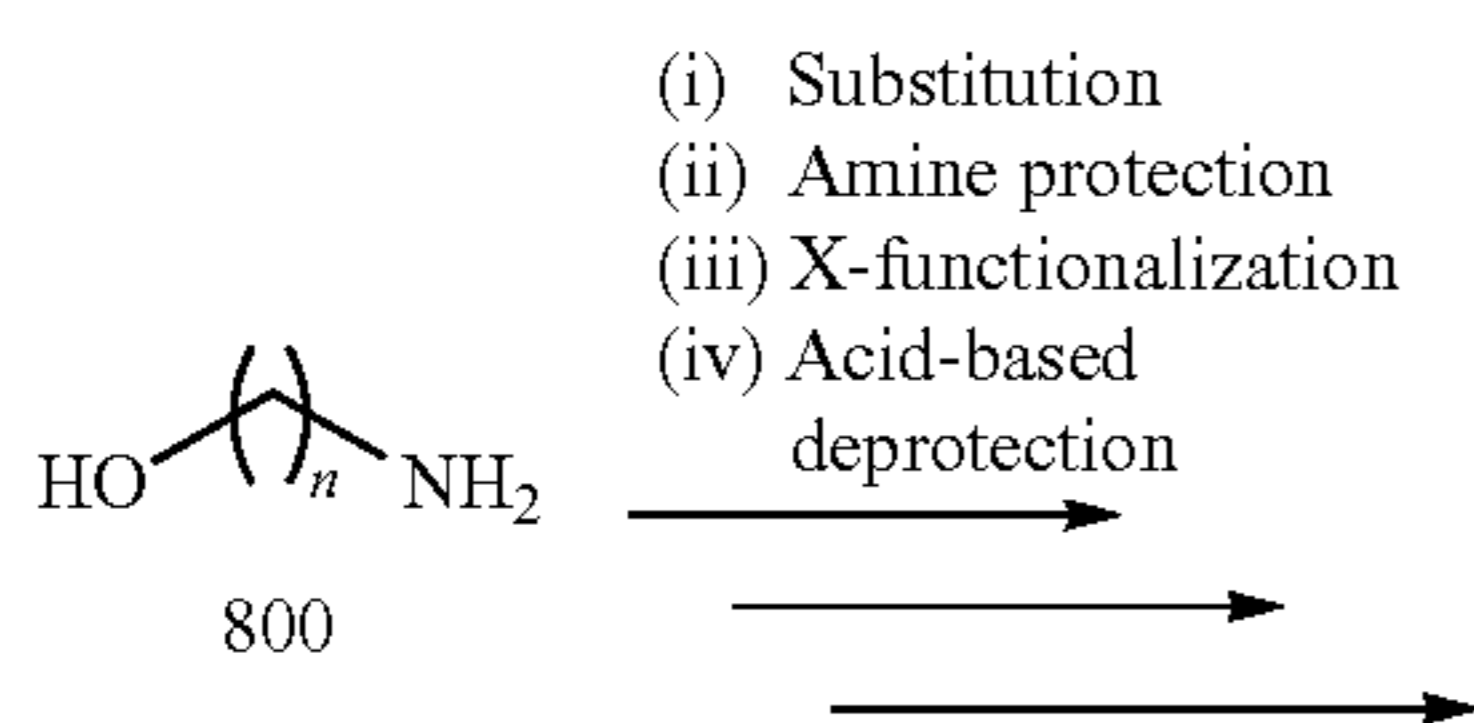 (i) Substitution
(ii) Amine protection
(iii) X-functionalization
(iv) Acid-based
deprotection
HO n NH2
800